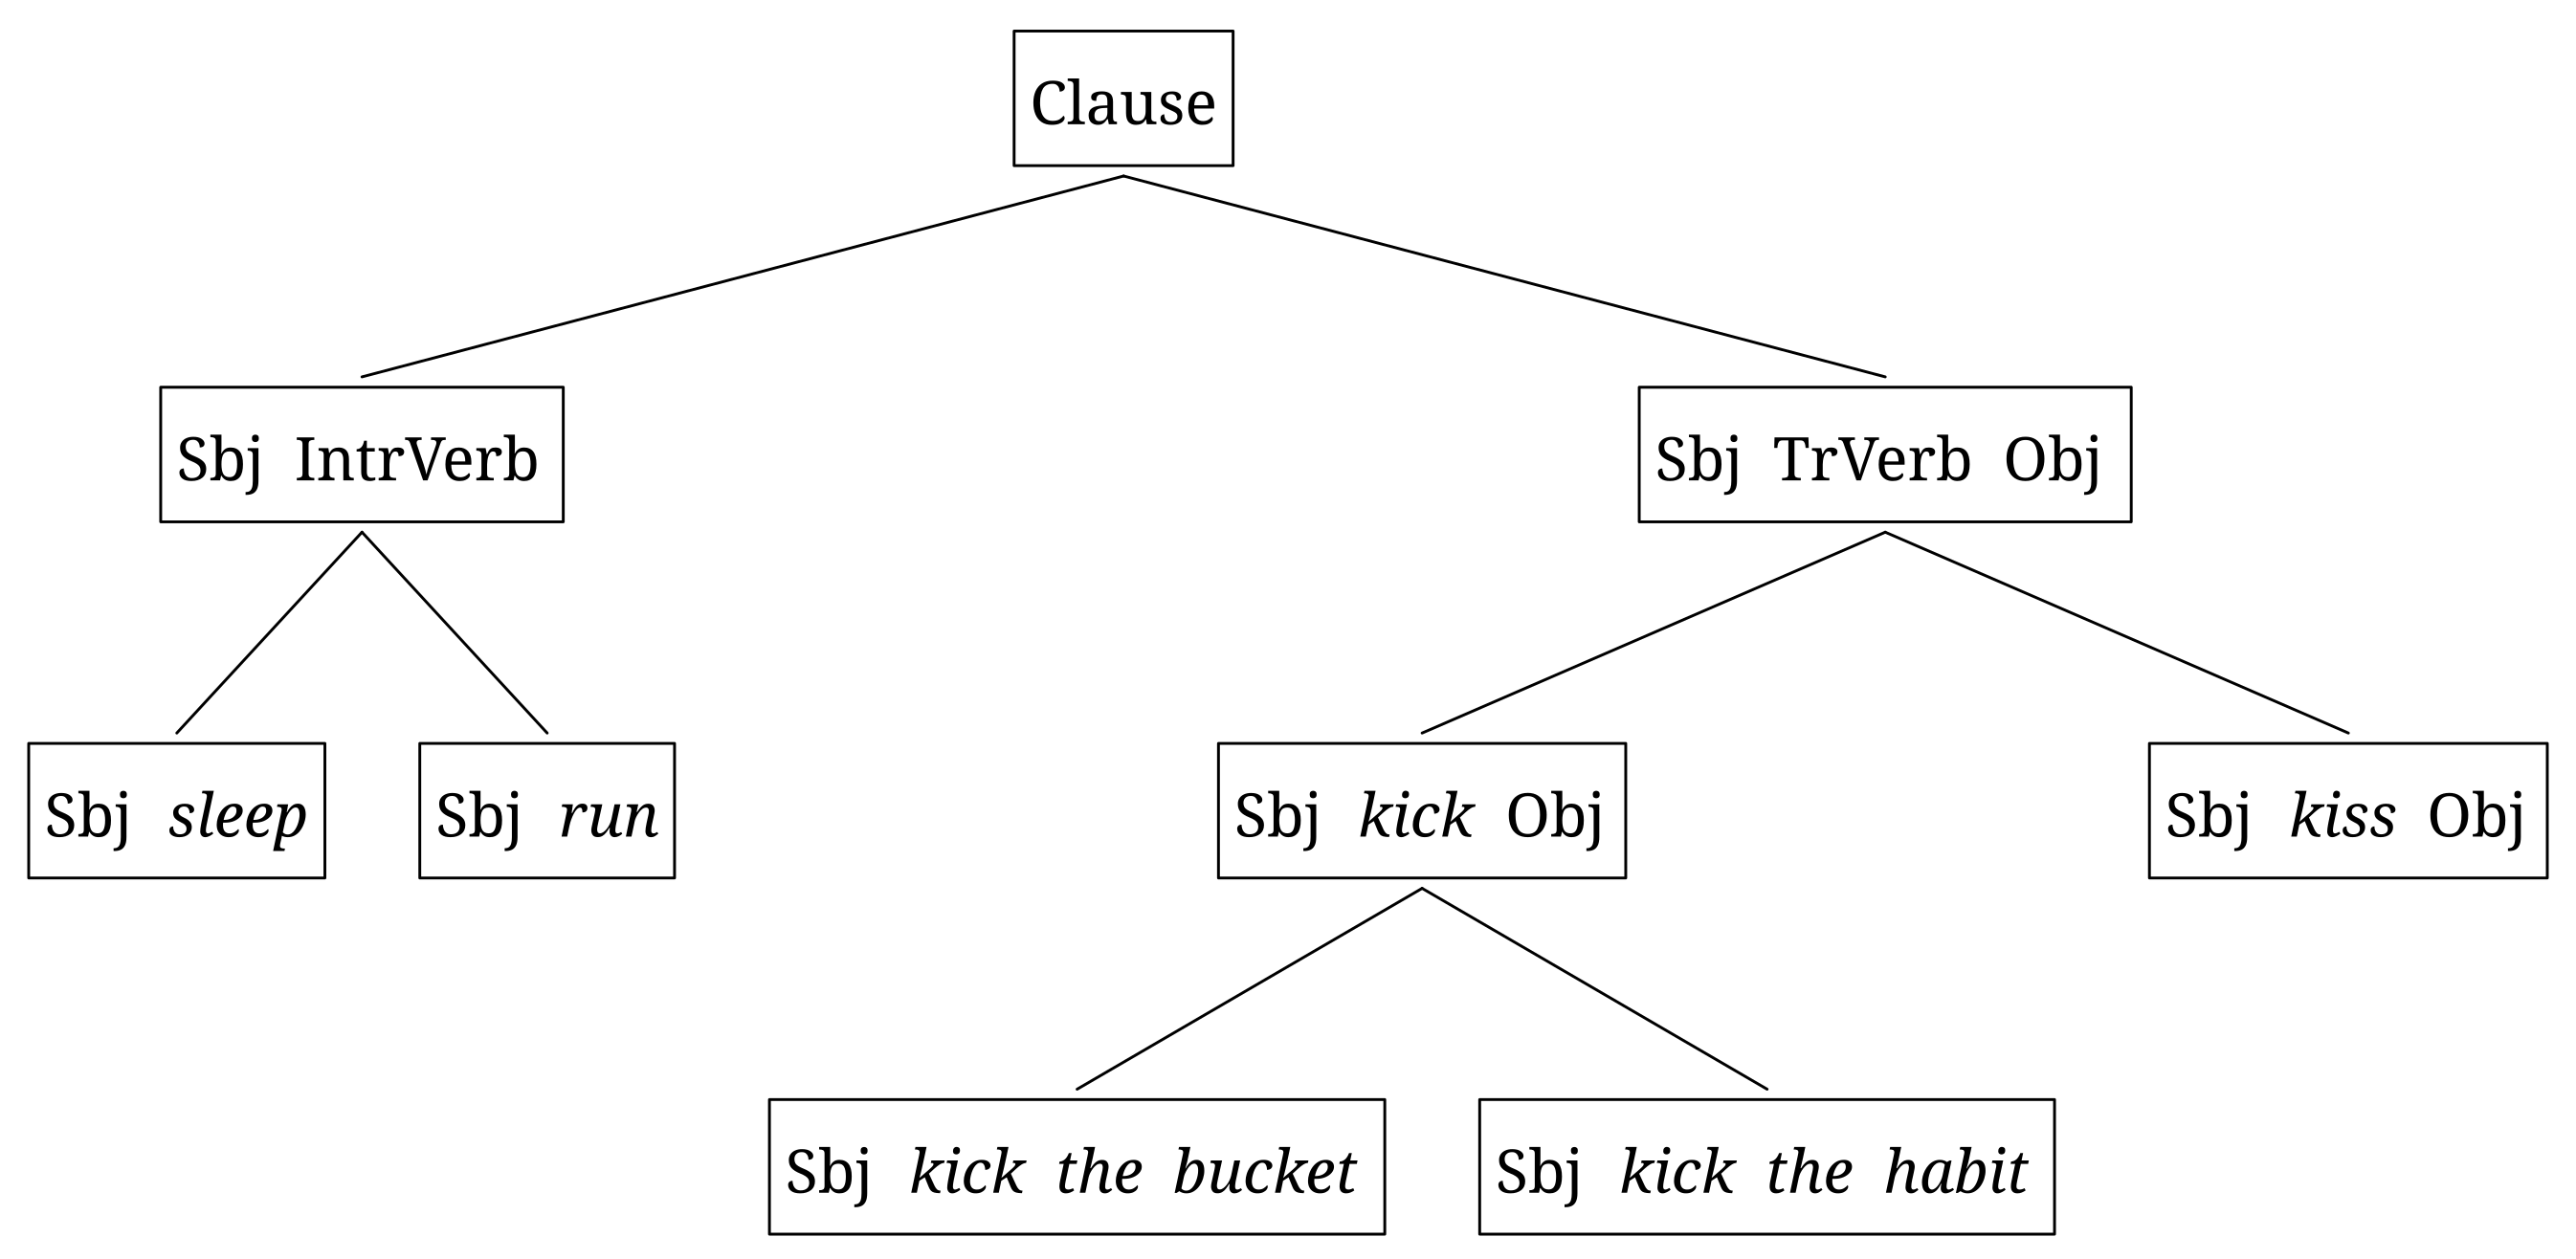 Clause
Sbj IntrVerb
Sbj TrVerb Obj
Sbj sleep
Sbj run
Sbj kick Obj
Sbj kiss Obj
Sbj kick the bucket
Sbj kick the habit